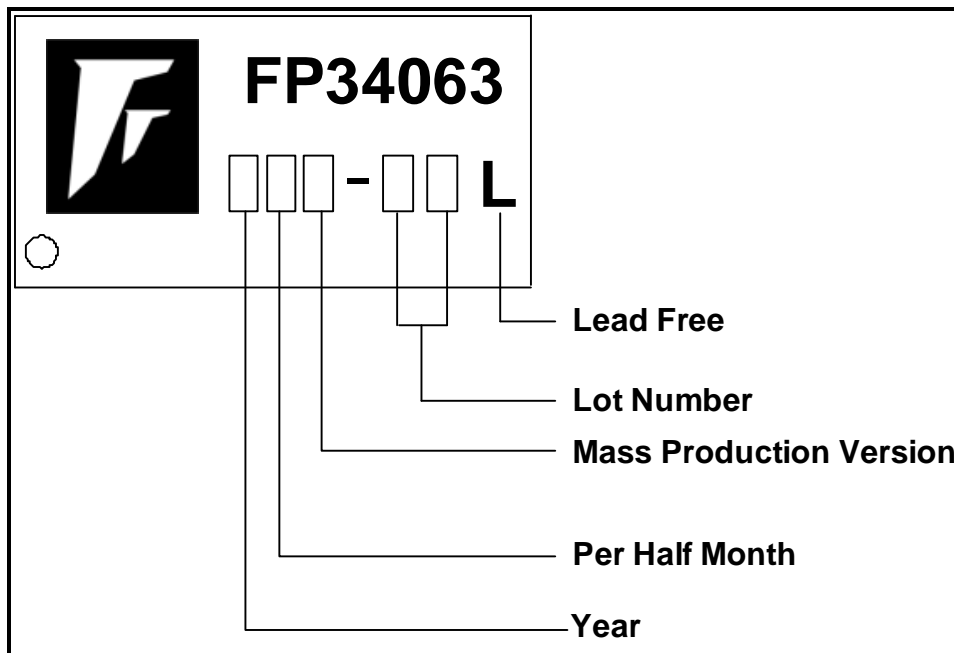 FP34063
- L
Lead Free
Lot Number
Mass Production Version
Per Half Month
Year